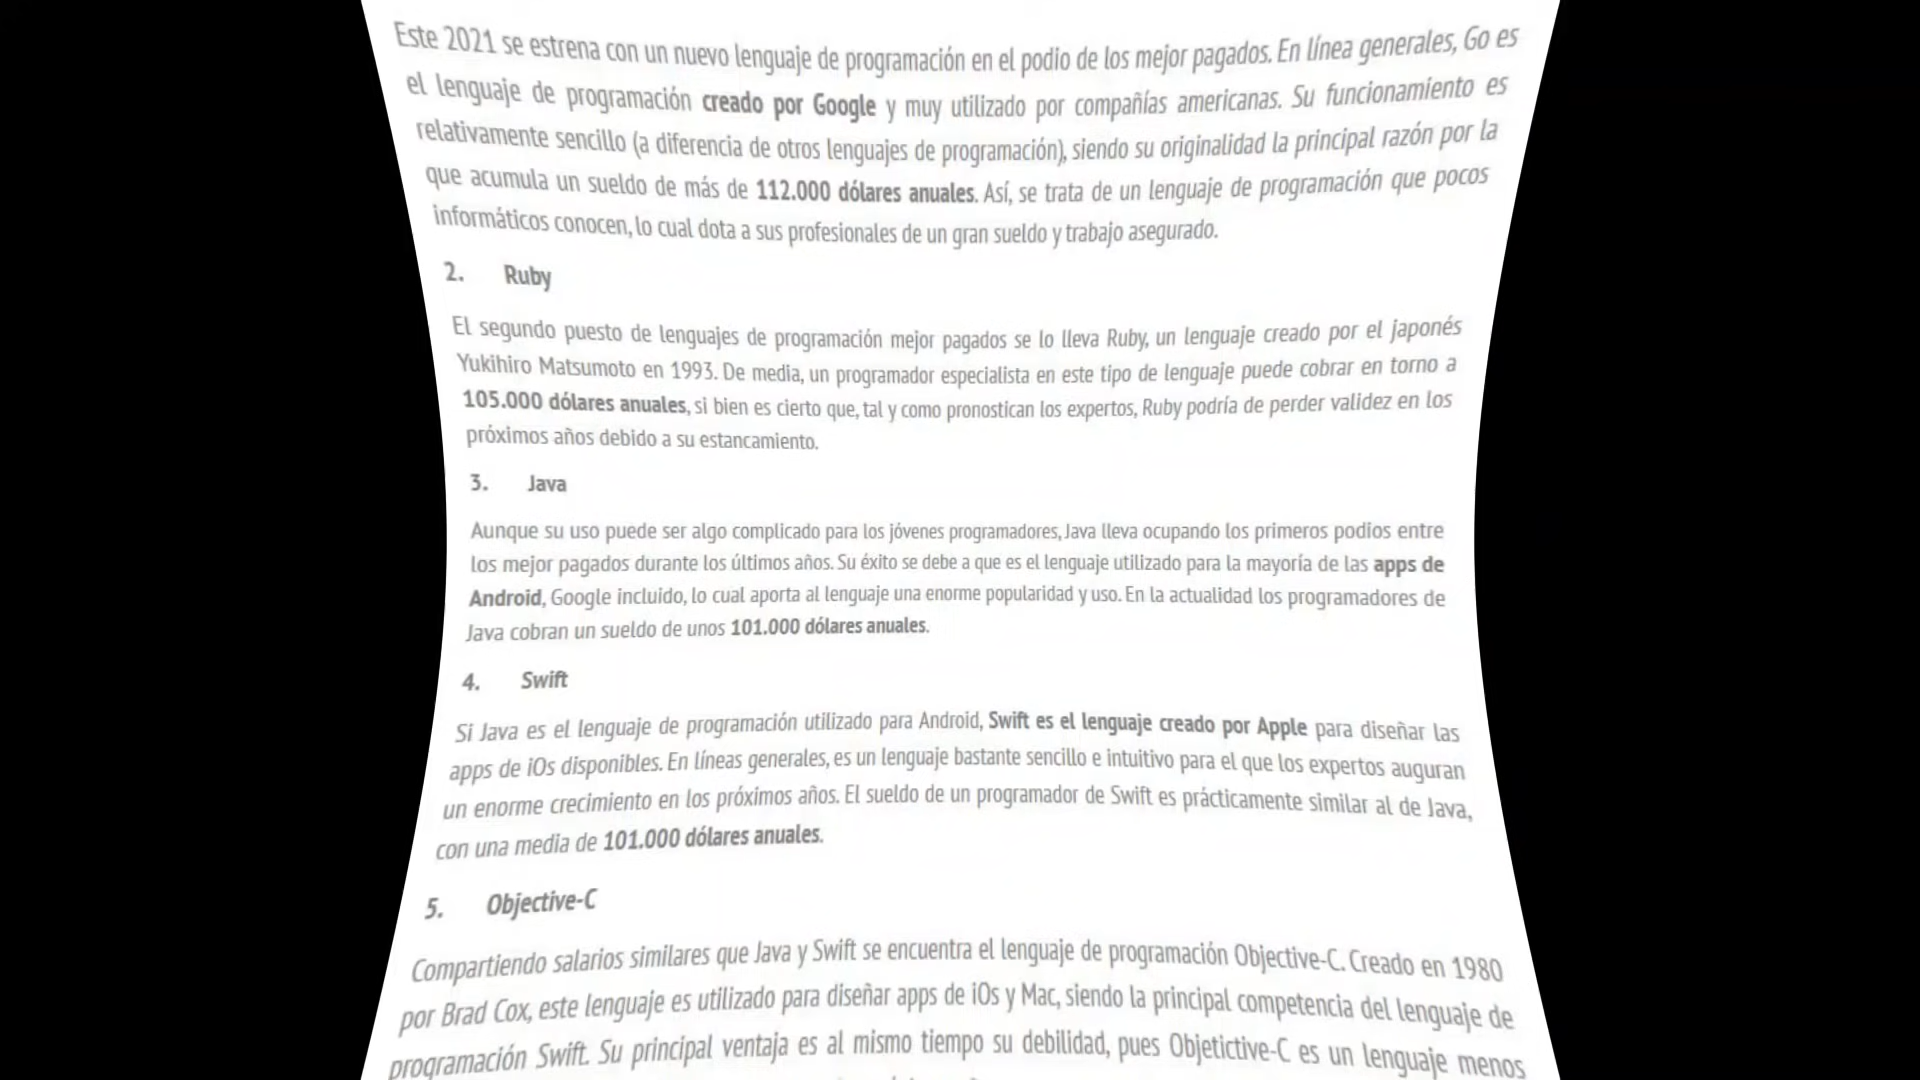 Este 2021 se estrena con un nuevo lenguaje de programación en el podio de los mejor pagados. En línea generales, Go es
el lenguaje de programación creado por Google y muy utilizado por compañías americanas. Su funcionamiento es
relativamente sencillo (a diferencia de otros lenguajes de programación), siendo su originalidad la principal razón por la
que acumula un sueldo de más de 112.000 dólares anuales. Así, se trata de un lenguaje de programación que pocos
informáticos conocen, lo cual dota a sus profesionales de un gran sueldo y trabajo asegurado.
2. Ruby
El segundo puesto de lenguajes de programación mejor pagados se lo lleva Ruby, un lenguaje creado por el japonés
Yukihiro Matsumoto en 1993. De media, un programador especialista en este tipo de lenguaje puede cobrar en torno a
105.000 dólares anuales, si bien es cierto que, tal y como pronostican los expertos, Ruby podría de perder validez en los
próximos años debido a su estancamiento.
3. Java
Aunque su uso puede ser algo complicado para los jóvenes programadores, Java lleva ocupando los primeros podios entre
los mejor pagados durante los últimos años. Su éxito se debe a que es el lenguaje utilizado para la mayoría de las apps de
Android, Google incluido, lo cual aporta al lenguaje una enorme popularidad y uso. En la actualidad los programadores de
Java cobran un sueldo de unos 101.000 dólares anuales.
4. Swift
Si Java es el lenguaje de programación utilizado para Android, Swift es el lenguaje creado por Apple para diseñar las
apps de iOs disponibles. En líneas generales, es un lenguaje bastante sencillo e intuitivo para el que los expertos auguran
un enorme crecimiento en los próximos años. El sueldo de un programador de Swift es prácticamente similar al de Java,
con una media de 101.000 dólares anuales.
5. Objective-C
Compartiendo salarios similares que Java y Swift se encuentra el lenguaje de programación Objective-C. Creado en 1980
por Brad Cox, este lenguaje es utilizado para diseñar apps de iOs y Mac, siendo la principal competencia del lenguaje de
programación Swift. Su principal ventaja es al mismo tiempo su debilidad, pues Objetictive-C es un lenguaje menos